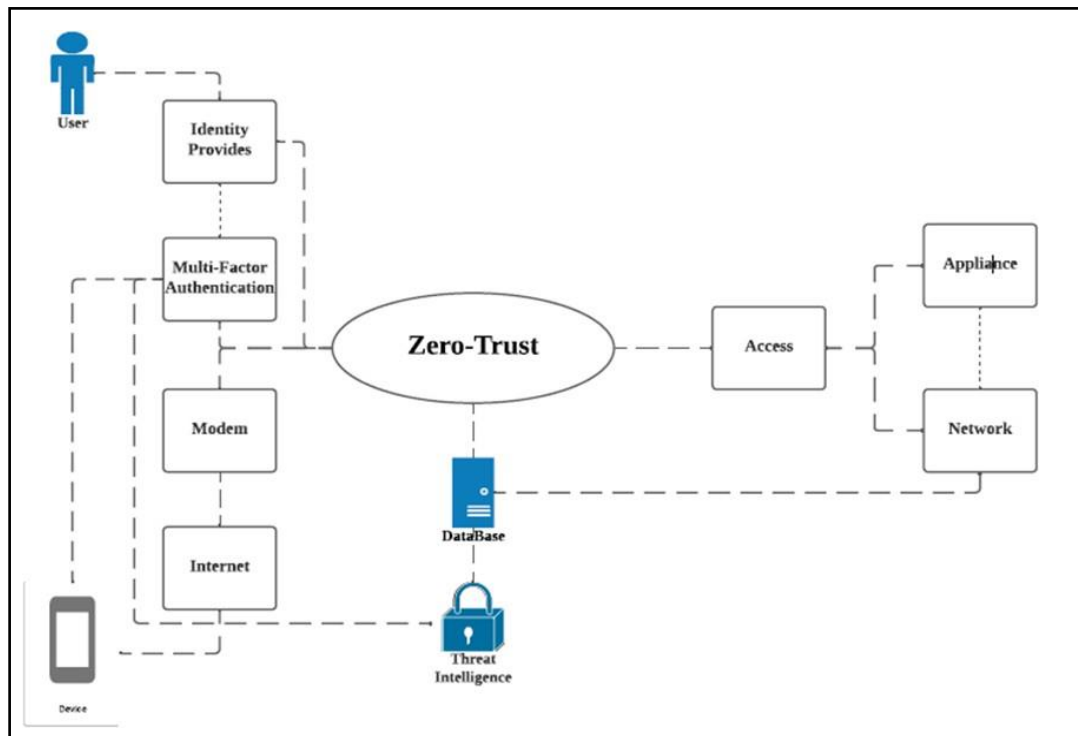 User
Identity
Provides
Multi-Factor
Authentication
Zero-Trust
Access
Appliance
Network
Modem
DataBase
Internet
Threat
Intelligence
Device